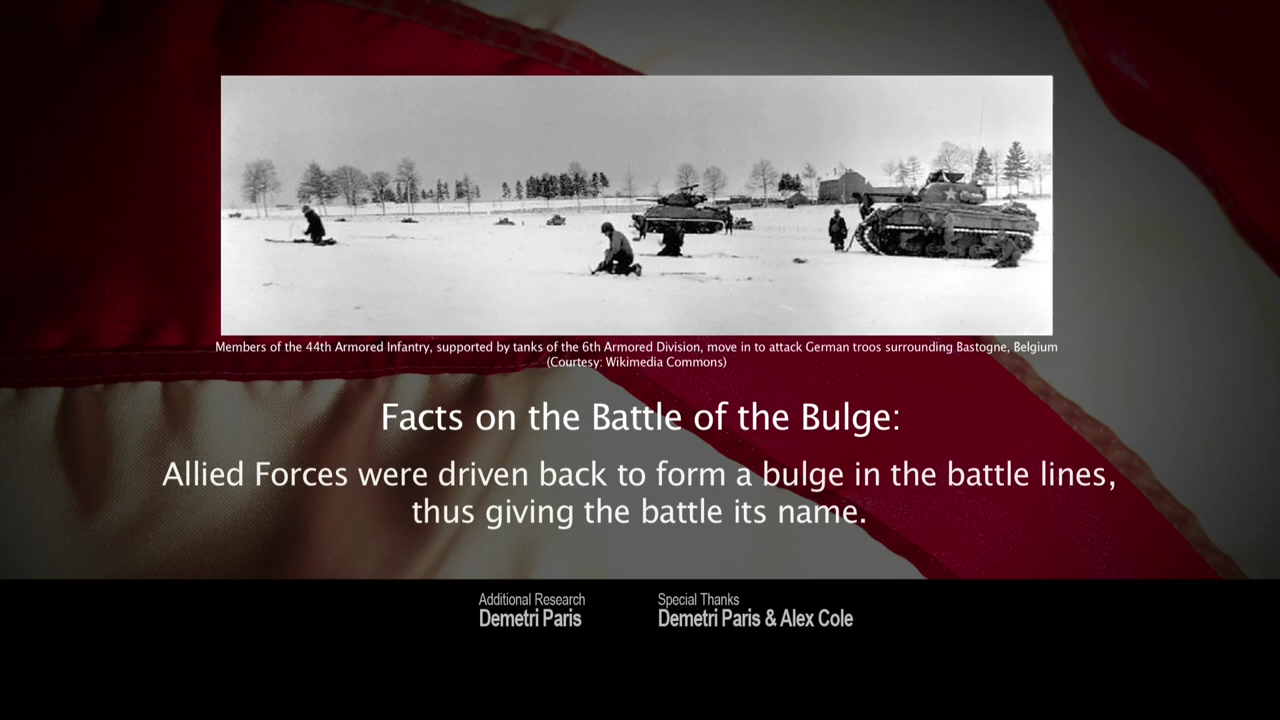 Members of the 44th Armored Infantry, supported by tanks of the 6th Armored Division, move in to attack German troos surrounding Bastogne, Belgium
(Courtesy: Wikimedia Commons)
Facts on the Battle of the Bulge:
Allied Forces were driven back to form a bulge in the battle lines,
thus giving the battle its name.
Additional Research
Demetri Paris
Special Thanks
Demetri Paris & Alex Cole